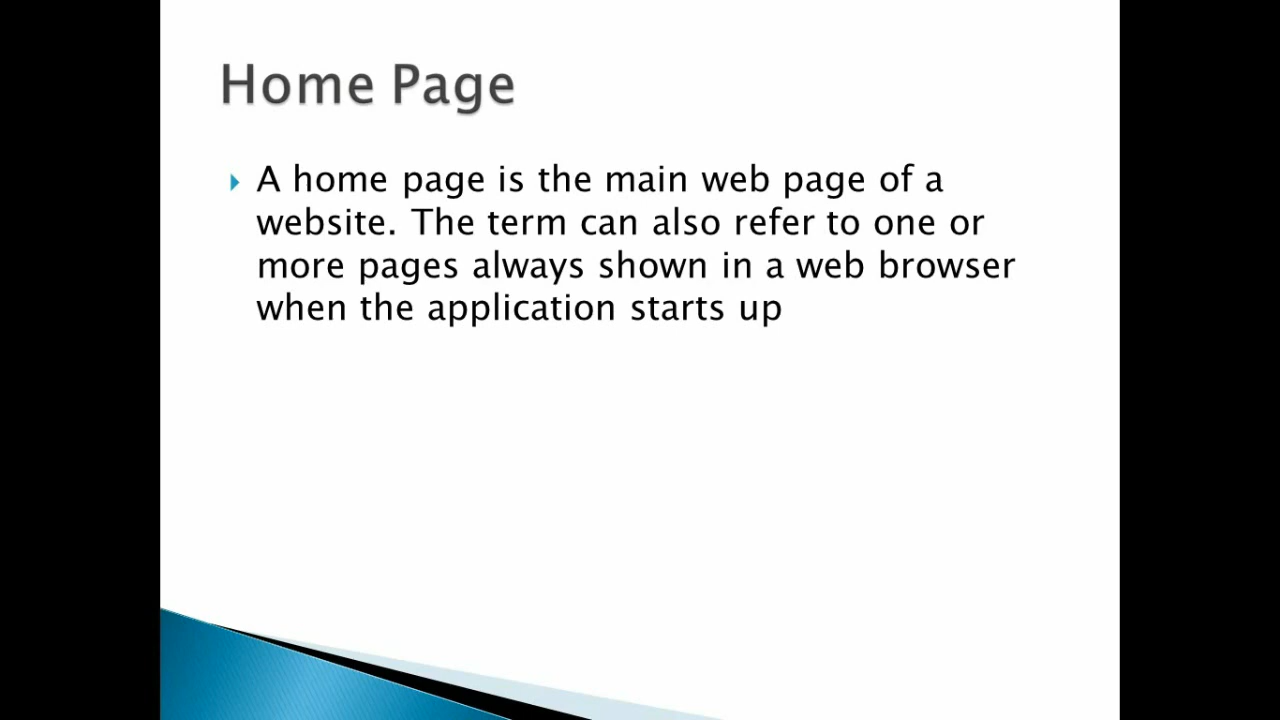 Home Page
A home page is the main web page of a
website. The term can also refer to one or
more pages always shown in a web browser
when the application starts up